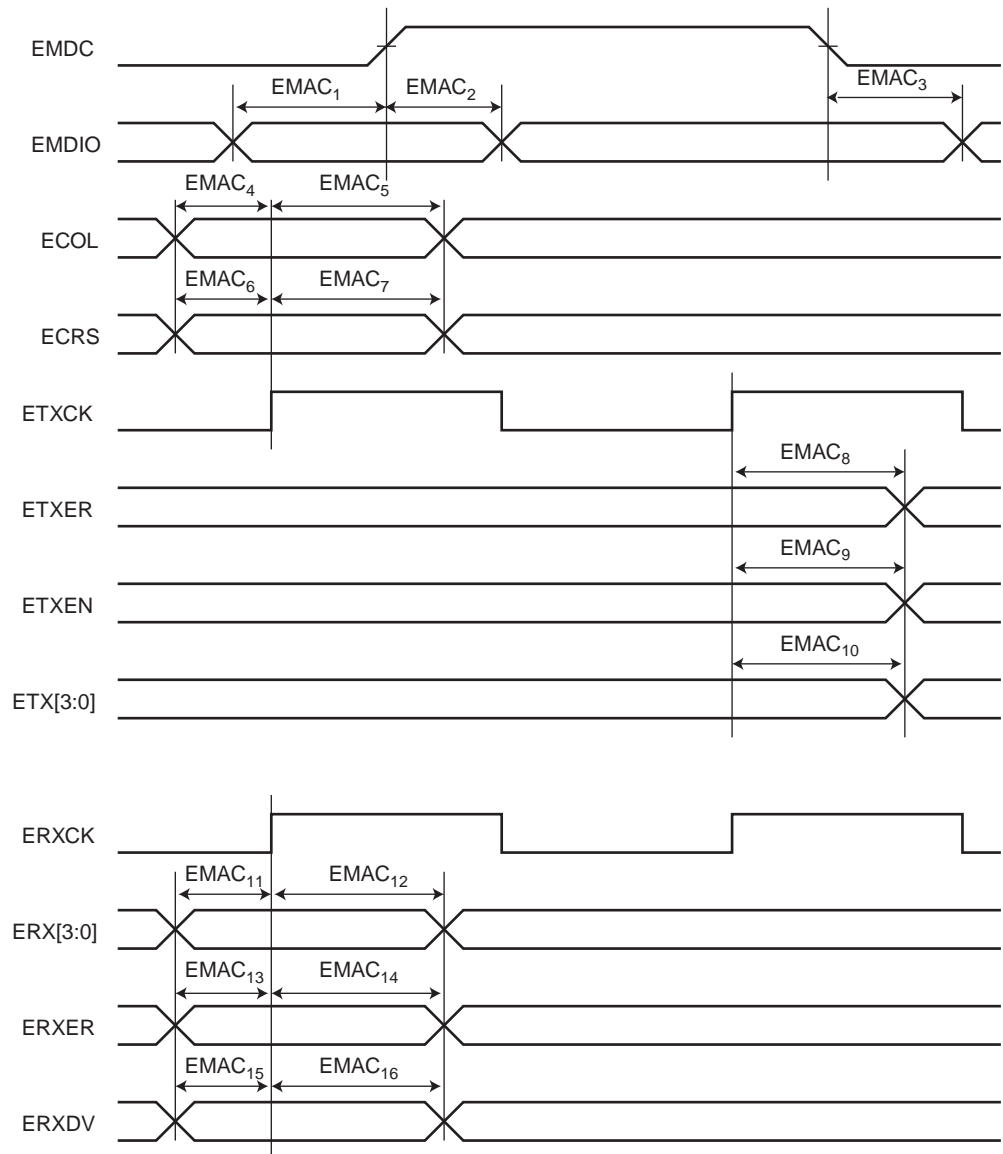 EMDC
EMAC1 EMAC2 EMAC3
EMDIO
EMAC4 EMAC5
ECOL
EMAC6 EMAC7
ECRS
ETXCK
EMAC8
ETXER
EMAC9
ETXEN
EMAC10
ETX[3:0]
ERXCK
EMAC11 EMAC12
ERX[3:0]
EMAC13 EMAC14
ERXER
EMAC15 EMAC16
ERXDV